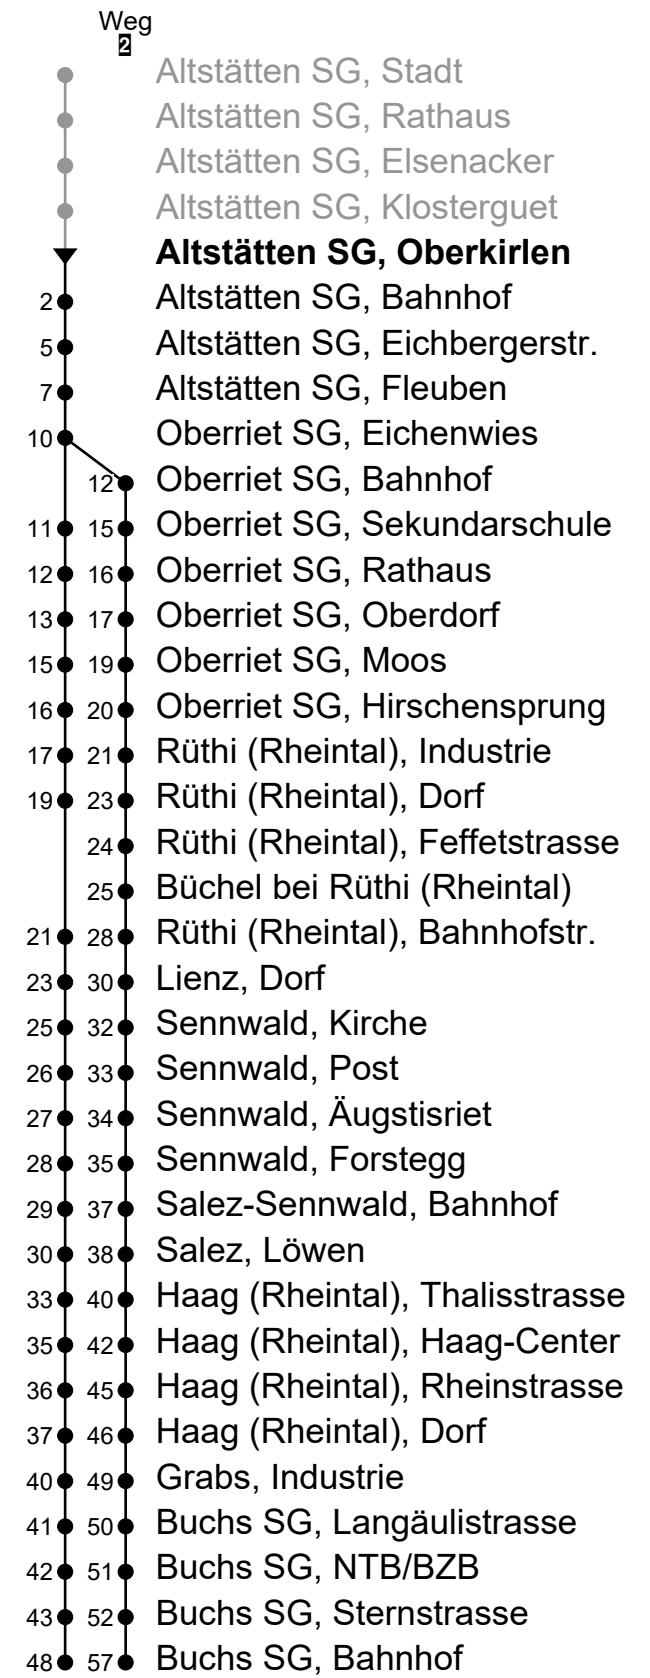 Weg
2
Altstätten SG, Stadt
Altstätten SG, Rathaus
Altstätten SG, Elsenacker
Altstätten SG, Klosterguet
Altstätten SG, Oberkirlen
2 Altstätten SG, Bahnhof
5 Altstätten SG, Eichbergerstr.
7 Altstätten SG, Fleuben
10 Oberriet SG, Eichenwies
12 Oberriet SG, Bahnhof
11 15 Oberriet SG, Sekundarschule
12 16 Oberriet SG, Rathaus
13 17 Oberriet SG, Oberdorf
15 19 Oberriet SG, Moos
16 20 Oberriet SG, Hirschensprung
17 21 Rüthi (Rheintal), Industrie
19 23 Rüthi (Rheintal), Dorf
24 Rüthi (Rheintal), Feffetstrasse
25 Büchel bei Rüthi (Rheintal)
21 28 Rüthi (Rheintal), Bahnhofstr.
23 30 Lienz, Dorf
25 32 Sennwald, Kirche
26 33 Sennwald, Post
27 34 Sennwald, Äugstisriet
28 35 Sennwald, Forstegg
29 37 Salez-Sennwald, Bahnhof
30 38 Salez, Löwen
33 40 Haag (Rheintal), Thalisstrasse
35 42 Haag (Rheintal), Haag-Center
36 45 Haag (Rheintal), Rheinstrasse
37 46 Haag (Rheintal), Dorf
40 49 Grabs, Industrie
41 50 Buchs SG, Langäulistrasse
42 51 Buchs SG, NTB/BZB
43 52 Buchs SG, Sternstrasse
48 57 Buchs SG, Bahnhof